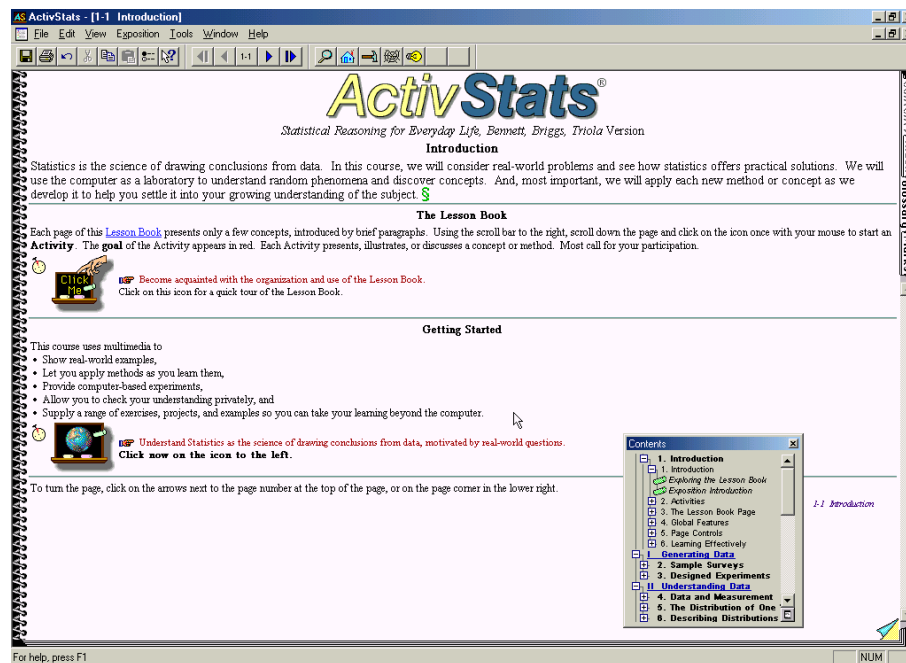 ActivStats - [1-1 Introduction]
File Edit View Exposition Tools Window Help
1-1
ActivStats®
Statistical Reasoning for Everyday Life, Bennett, Briggs, Triola Version
Introduction
Statistics is the science of drawing conclusions from data. In this course, we will consider real-world problems and see how statistics offers practical solutions. We will
use the computer as a laboratory to understand random phenomena and discover concepts. And, most important, we will apply each new method or concept as we
develop it to help you settle it into your growing understanding of the subject. §
The Lesson Book
Each page of this Lesson Book presents only a few concepts, introduced by brief paragraphs. Using the scroll bar to the right, scroll down the page and click on the icon once with your mouse to start an
Activity. The goal of the Activity appears in red. Each Activity presents, illustrates, or discusses a concept or method. Most call for your participation.
Click
Me
Become acquainted with the organization and use of the Lesson Book.
Click on this icon for a quick tour of the Lesson Book.
Getting Started
This course uses multimedia to
• Show real-world examples,
• Let you apply methods as you learn them,
• Provide computer-based experiments,
• Allow you to check your understanding privately, and
• Supply a range of exercises, projects, and examples so you can take your learning beyond the computer.
Understand Statistics as the science of drawing conclusions from data, motivated by real-world questions.
Click now on the icon to the left.
To turn the page, click on the arrows next to the page number at the top of the page, or on the page corner in the lower right.
Contents
1. Introduction
1. Introduction
Exploring the Lesson Book
Exposition Introduction
2. Activities
3. The Lesson Book Page
4. Global Features
5. Page Controls
6. Learning Effectively
I Generating Data
2. Sample Surveys
3. Designed Experiments
II Understanding Data
4. Data and Measurement
5. The Distribution of One
6. Describing Distributions
1-1 Introduction
For help, press F1
NUM